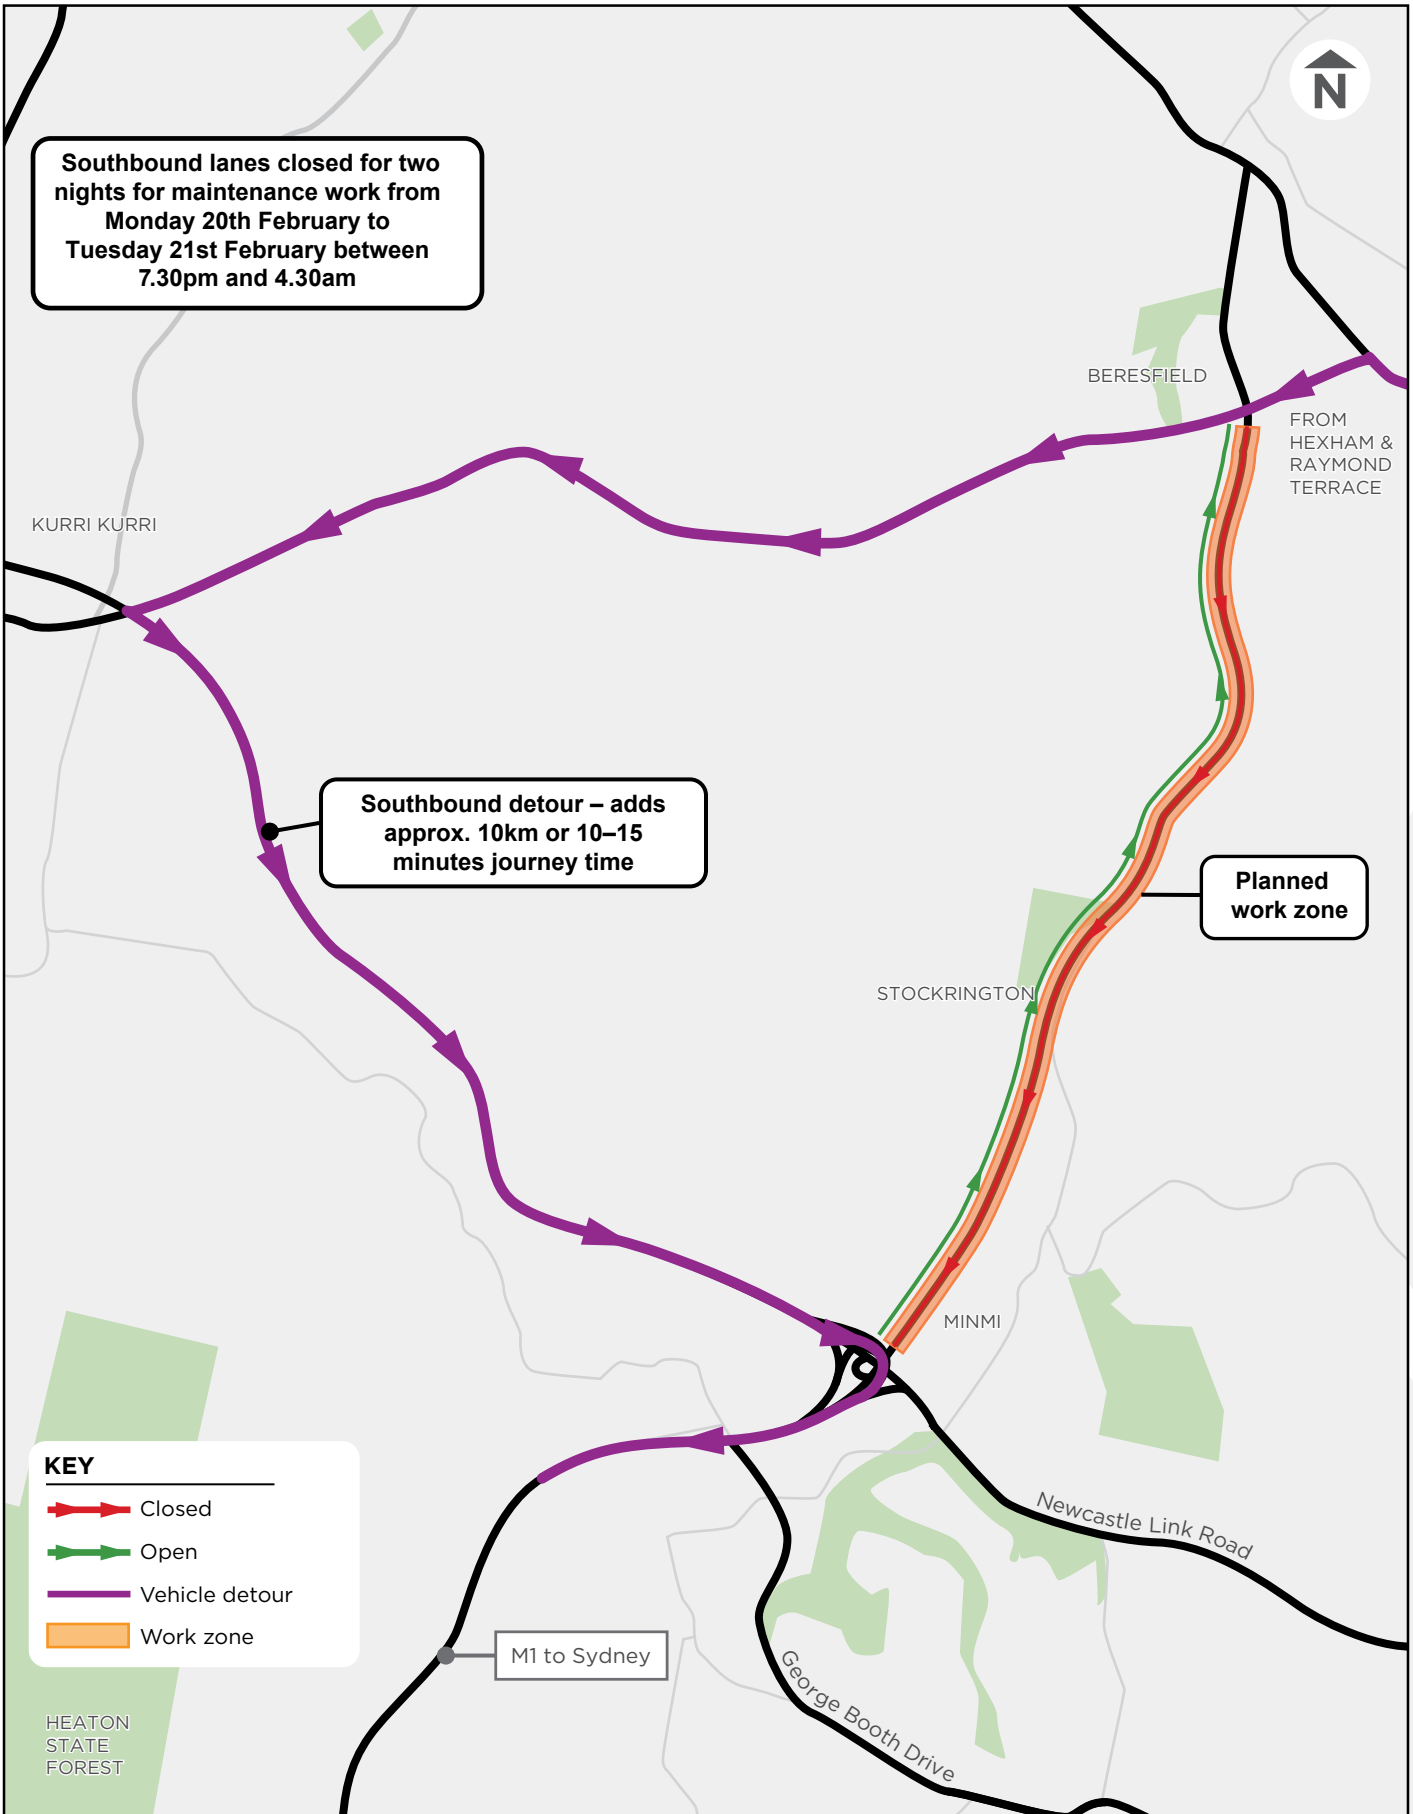 N
Southbound lanes closed for two
nights for maintenance work from
Monday 20th February to
Tuesday 21st February between
7.30pm and 4.30am
BERESFIELD
FROM
HEXHAM &
RAYMOND
TERRACE
KURRI KURRI
Southbound detour – adds
approx. 10km or 10–15
minutes journey time
Planned
work zone
STOCKRINGTON
MINMI
KEY
Closed
Open
Vehicle detour
Work zone
Newcastle Link Road
M1 to Sydney
George Booth Drive
HEATON
STATE
FOREST